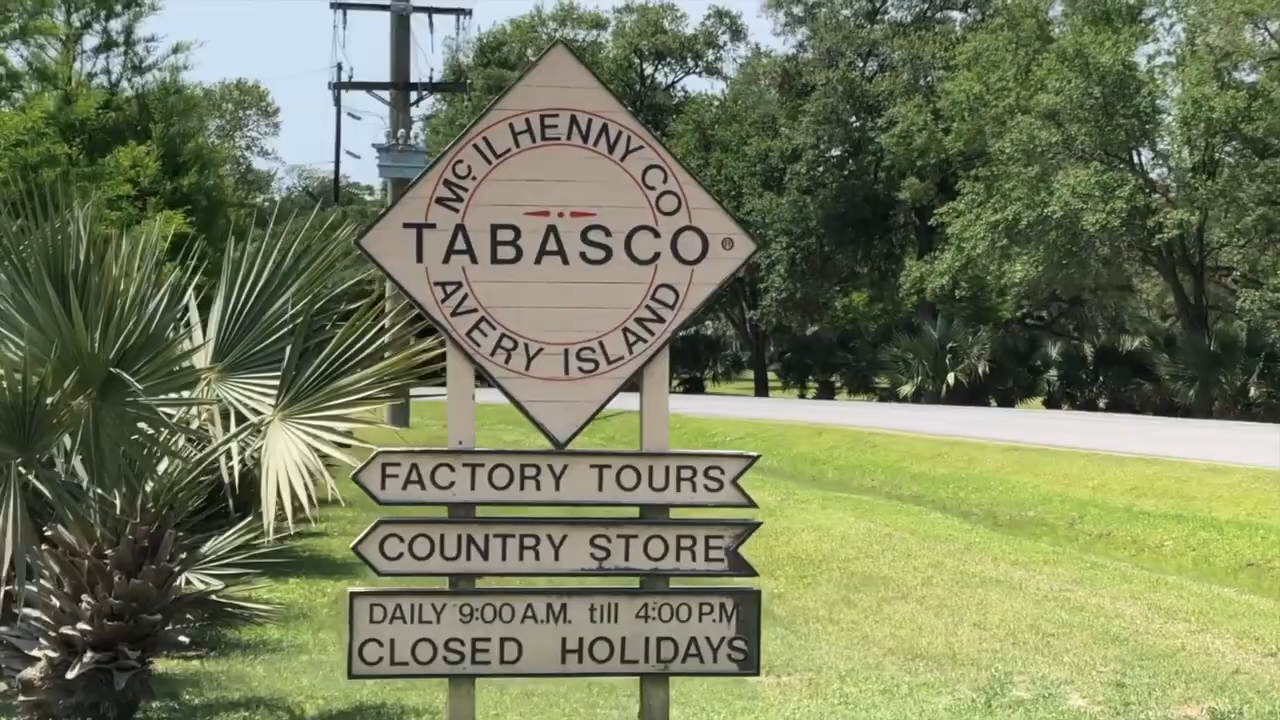 McILHENNY CO
TABASCO®
AVERY ISLAND
FACTORY TOURS
COUNTRY STORE
DAILY 9:00 A.M. till 4:00 P.M
CLOSED HOLIDAYS